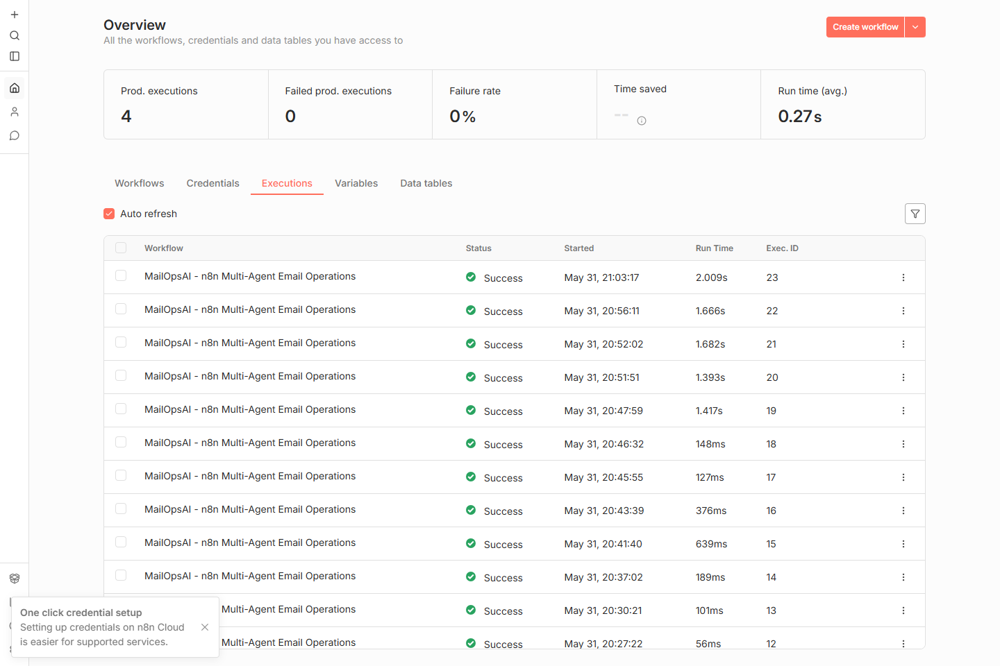 Overview
All the workflows, credentials and data tables you have access to
Create workflow
Prod. executions
4
Failed prod. executions
0
Failure rate
0%
Time saved
--
Run time (avg.)
0.27s
Workflows Credentials Executions Variables Data tables
Auto refresh
Workflow Status Started Run Time Exec. ID
MailOpsAI - n8n Multi-Agent Email Operations Success May 31, 21:03:17 2.009s 23
MailOpsAI - n8n Multi-Agent Email Operations Success May 31, 20:56:11 1.666s 22
MailOpsAI - n8n Multi-Agent Email Operations Success May 31, 20:52:02 1.682s 21
MailOpsAI - n8n Multi-Agent Email Operations Success May 31, 20:51:51 1.393s 20
MailOpsAI - n8n Multi-Agent Email Operations Success May 31, 20:47:59 1.417s 19
MailOpsAI - n8n Multi-Agent Email Operations Success May 31, 20:46:32 148ms 18
MailOpsAI - n8n Multi-Agent Email Operations Success May 31, 20:45:55 127ms 17
MailOpsAI - n8n Multi-Agent Email Operations Success May 31, 20:43:39 376ms 16
MailOpsAI - n8n Multi-Agent Email Operations Success May 31, 20:41:40 639ms 15
MailOpsAI - n8n Multi-Agent Email Operations Success May 31, 20:37:02 189ms 14
Multi-Agent Email Operations Success May 31, 20:30:21 101ms 13
Multi-Agent Email Operations Success May 31, 20:27:22 56ms 12
One click credential setup
Setting up credentials on n8n Cloud
is easier for supported services.